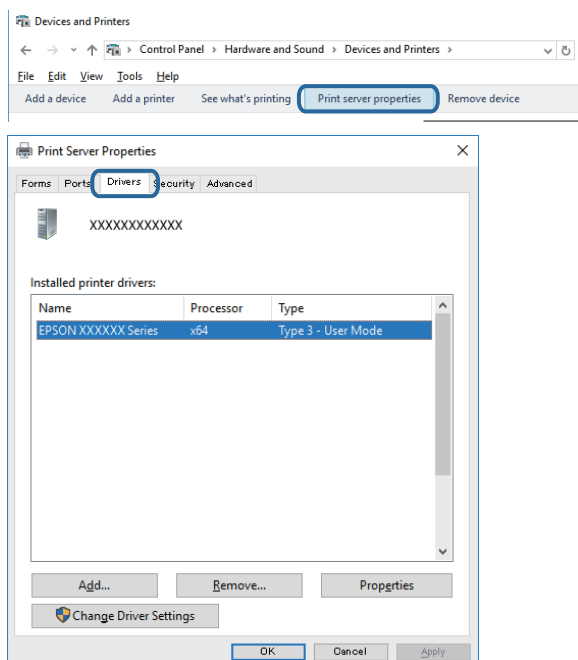 Devices and Printers
Control Panel > Hardware and Sound > Devices and Printers >
File Edit View Tools Help
Add a device Add a printer See what's printing Print server properties Remove device
Print Server Properties
Forms Ports Drivers Security Advanced
XXXXXXXXXXXX
Installed printer drivers:
Name Processor Type
EPSON XXXXXX Series x64 Type 3 - User Mode
Add... Remove... Properties
Change Driver Settings
OK Cancel Apply